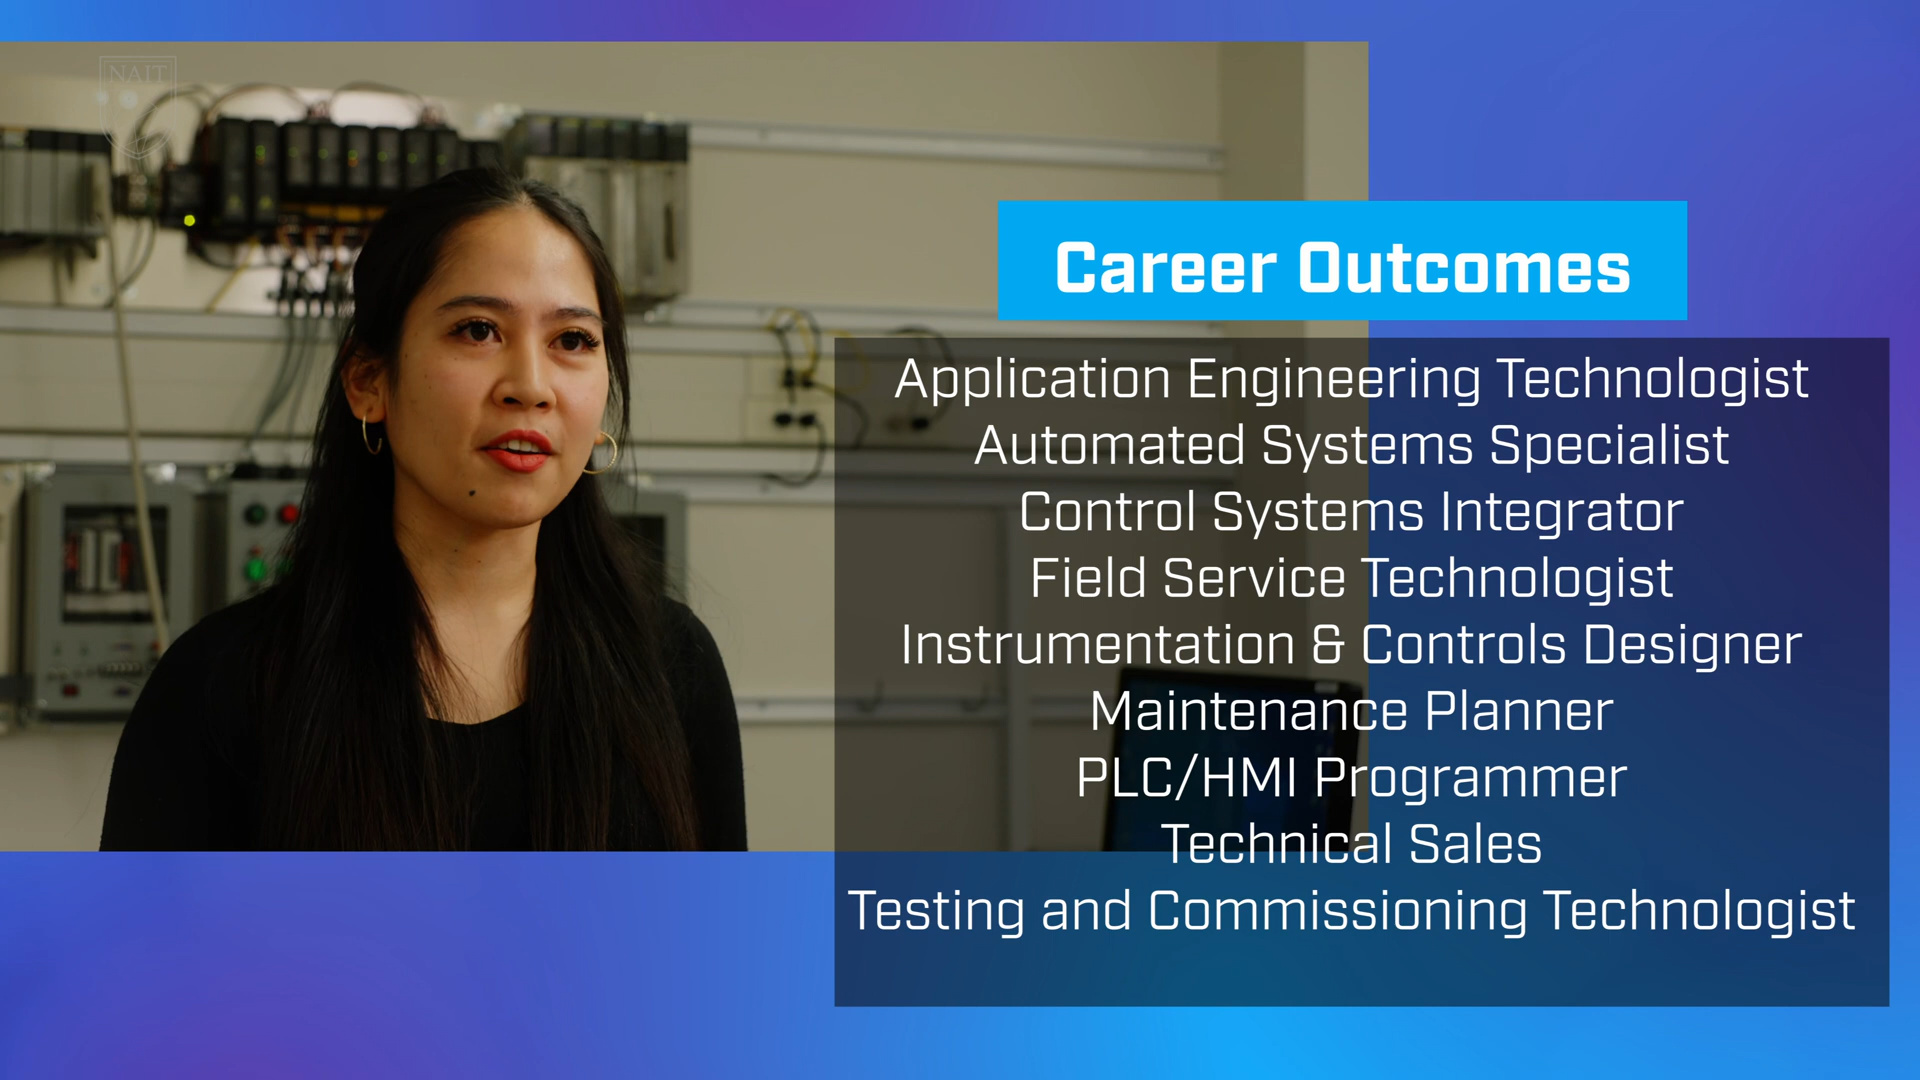 NAIT
Career Outcomes
Application Engineering Technologist
Automated Systems Specialist
Control Systems Integrator
Field Service Technologist
Instrumentation & Controls Designer
Maintenance Planner
PLC/HMI Programmer
Technical Sales
Testing and Commissioning Technologist